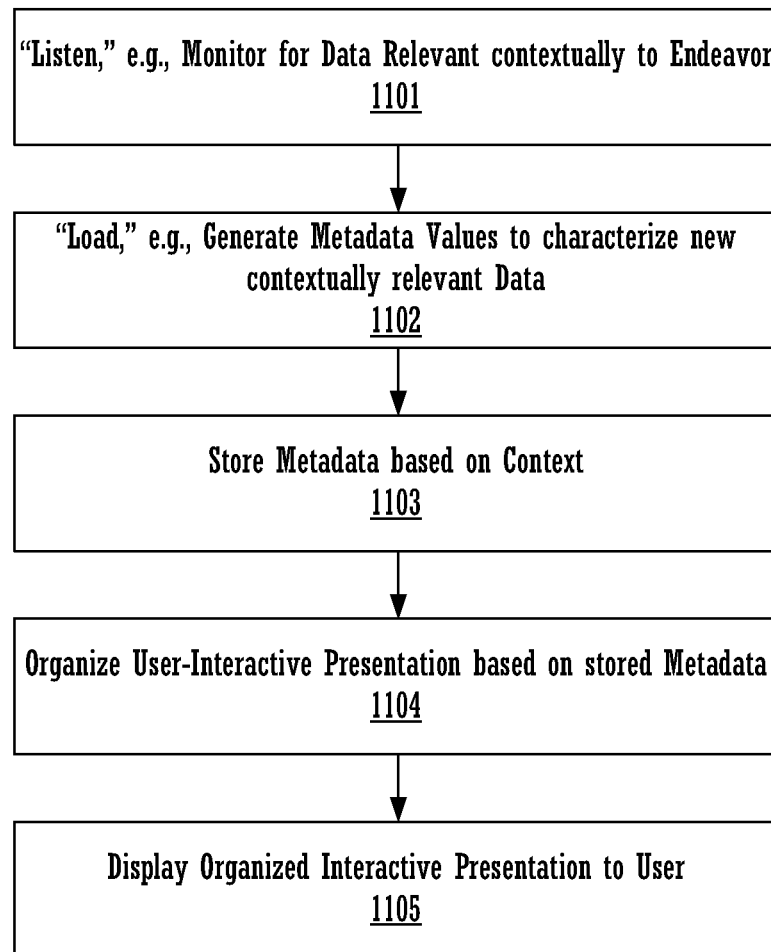 “Listen,” e.g., Monitor for Data Relevant contextually to Endeavor
1101
“Load,” e.g., Generate Metadata Values to characterize new
contextually relevant Data
1102
Store Metadata based on Context
1103
Organize User-Interactive Presentation based on stored Metadata
1104
Display Organized Interactive Presentation to User
1105